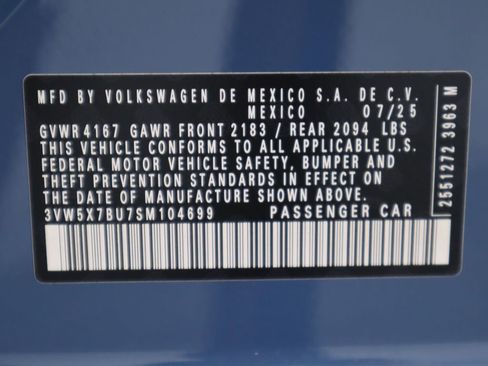 MFD BY VOLKSWAGEN DE MEXICO S.A. DE C.V.
MEXICO 07/25
GVWR 4167 GAWR FRONT 2183 / REAR 2094 LBS
THIS VEHICLE CONFORMS TO ALL APPLICABLE
FEDERAL MOTOR VEHICLE SAFETY, BUMPER AND
THEFT PREVENTION STANDARDS IN EFFECT ON
THE DATE OF MANUFACTURE SHOWN ABOVE.
3VW5X7BU7SM104699 PASSENGER CAR
2551272 3963 M